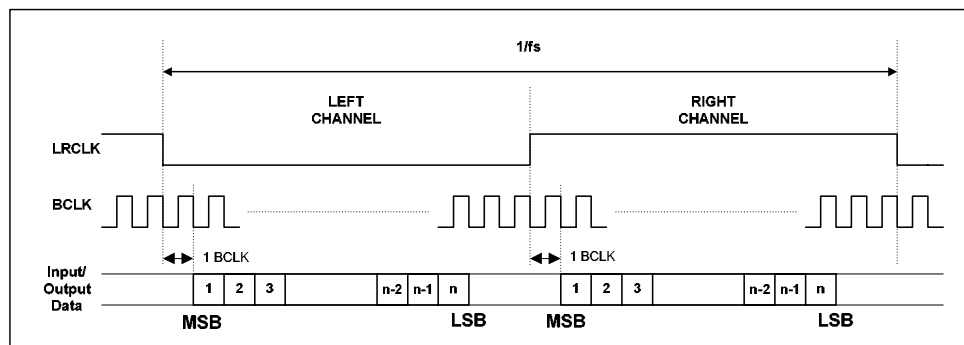 1/fs
LEFT
CHANNEL
RIGHT
CHANNEL
LRCLK
BCLK
1 BCLK
1 BCLK
Input/
Output
Data
1 2 3 n-2 n-1 n 1 2 3 n-2 n-1 n
MSB LSB MSB LSB